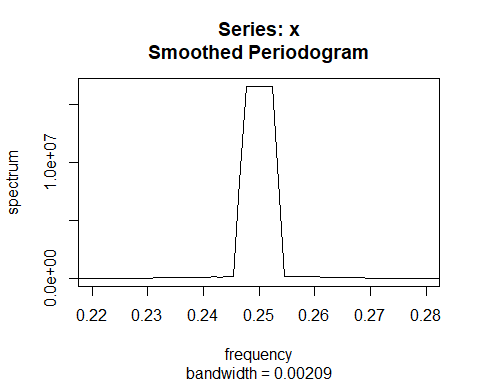 Series: x
Smoothed Periodogram
spectrum
0.0e+00
1.0e+07
0.22 0.23 0.24 0.25 0.26 0.27 0.28
frequency
bandwidth = 0.00209